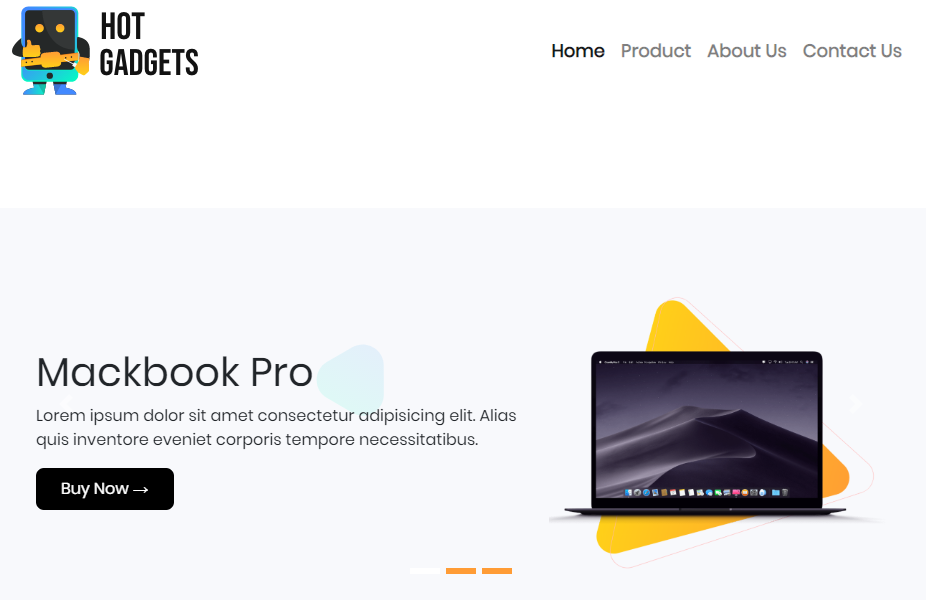 HOT
GADGETS
Home Product About Us Contact Us
Mackbook Pro
Lorem ipsum dolor sit amet consectetur adipisicing elit. Alias
quis inventore eveniet corporis tempore necessitatibus.
Buy Now →